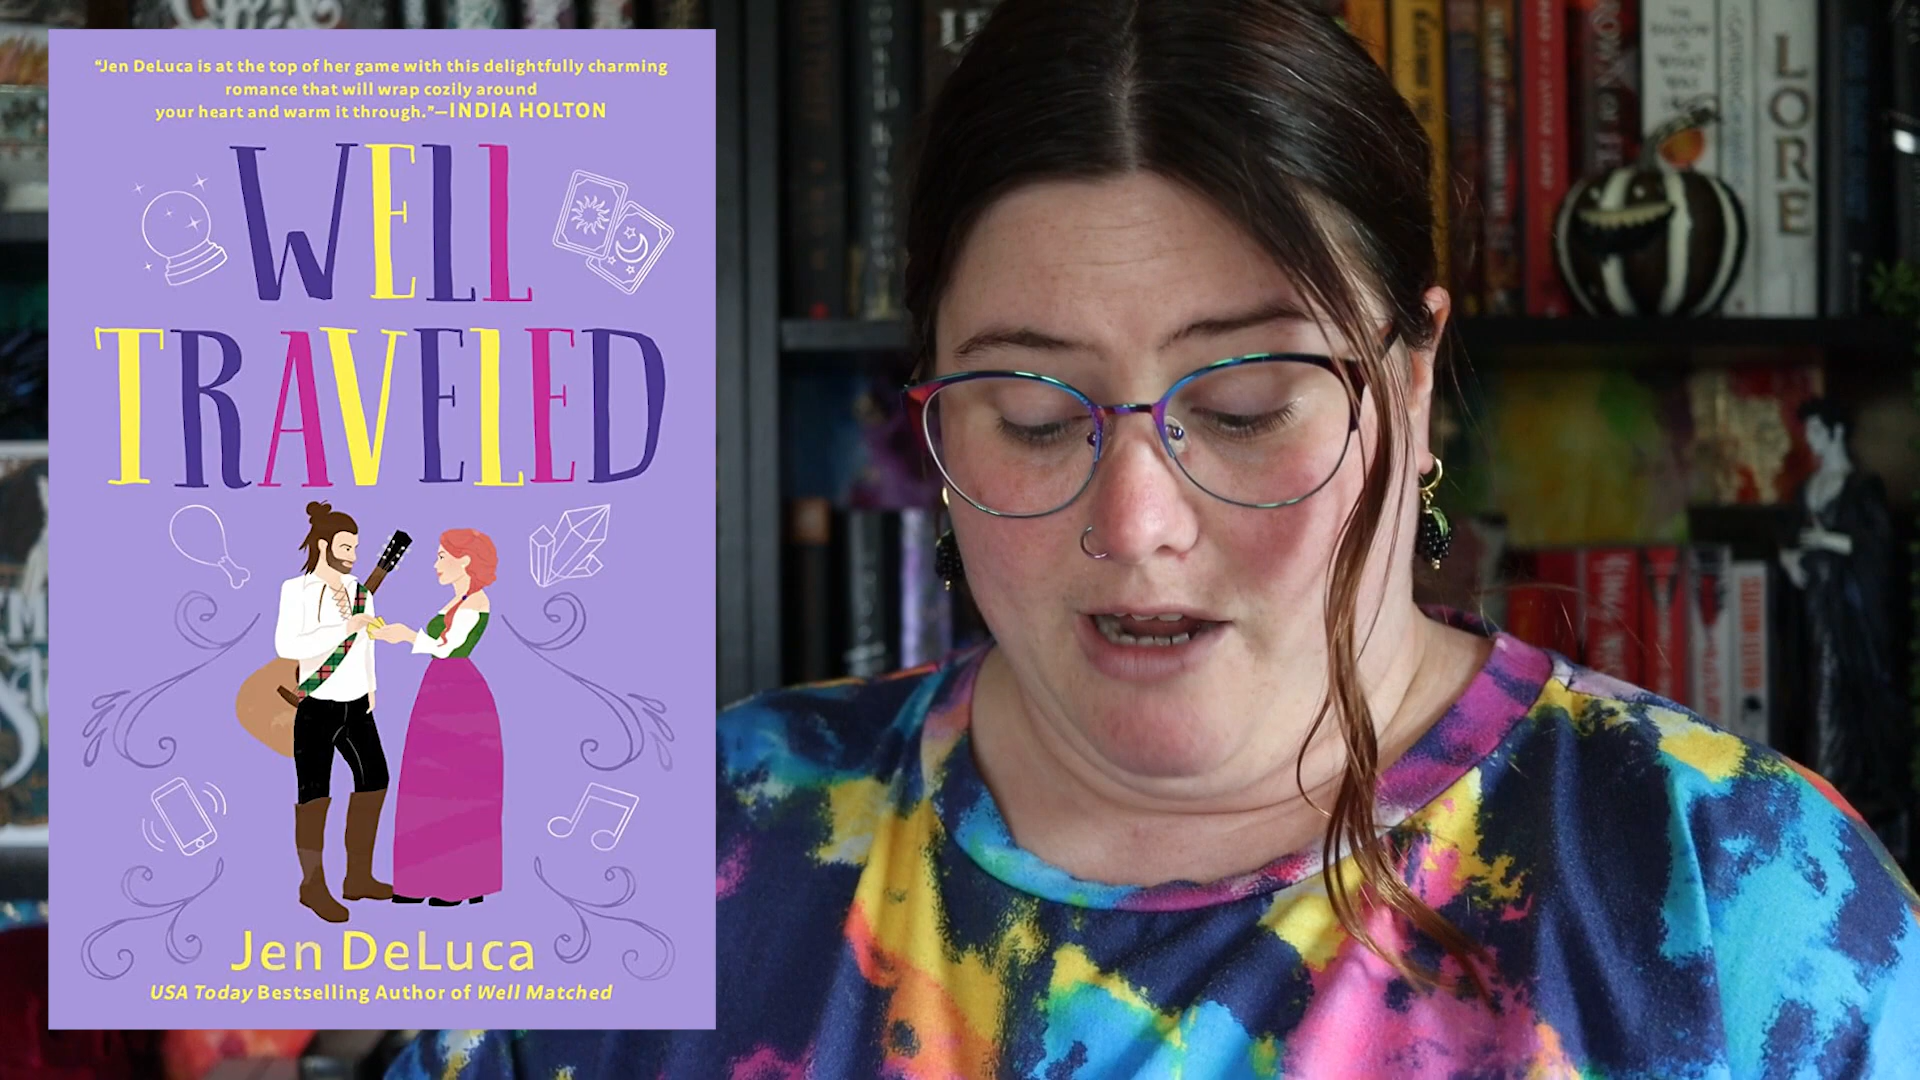 "Jen DeLuca is at the top of her game with this delightfully charming
romance that will wrap cozily around
your heart and warm it through."—INDIA HOLTON
WELL
TRAVELED
Jen DeLuca
USA Today Bestselling Author of Well Matched
LORE